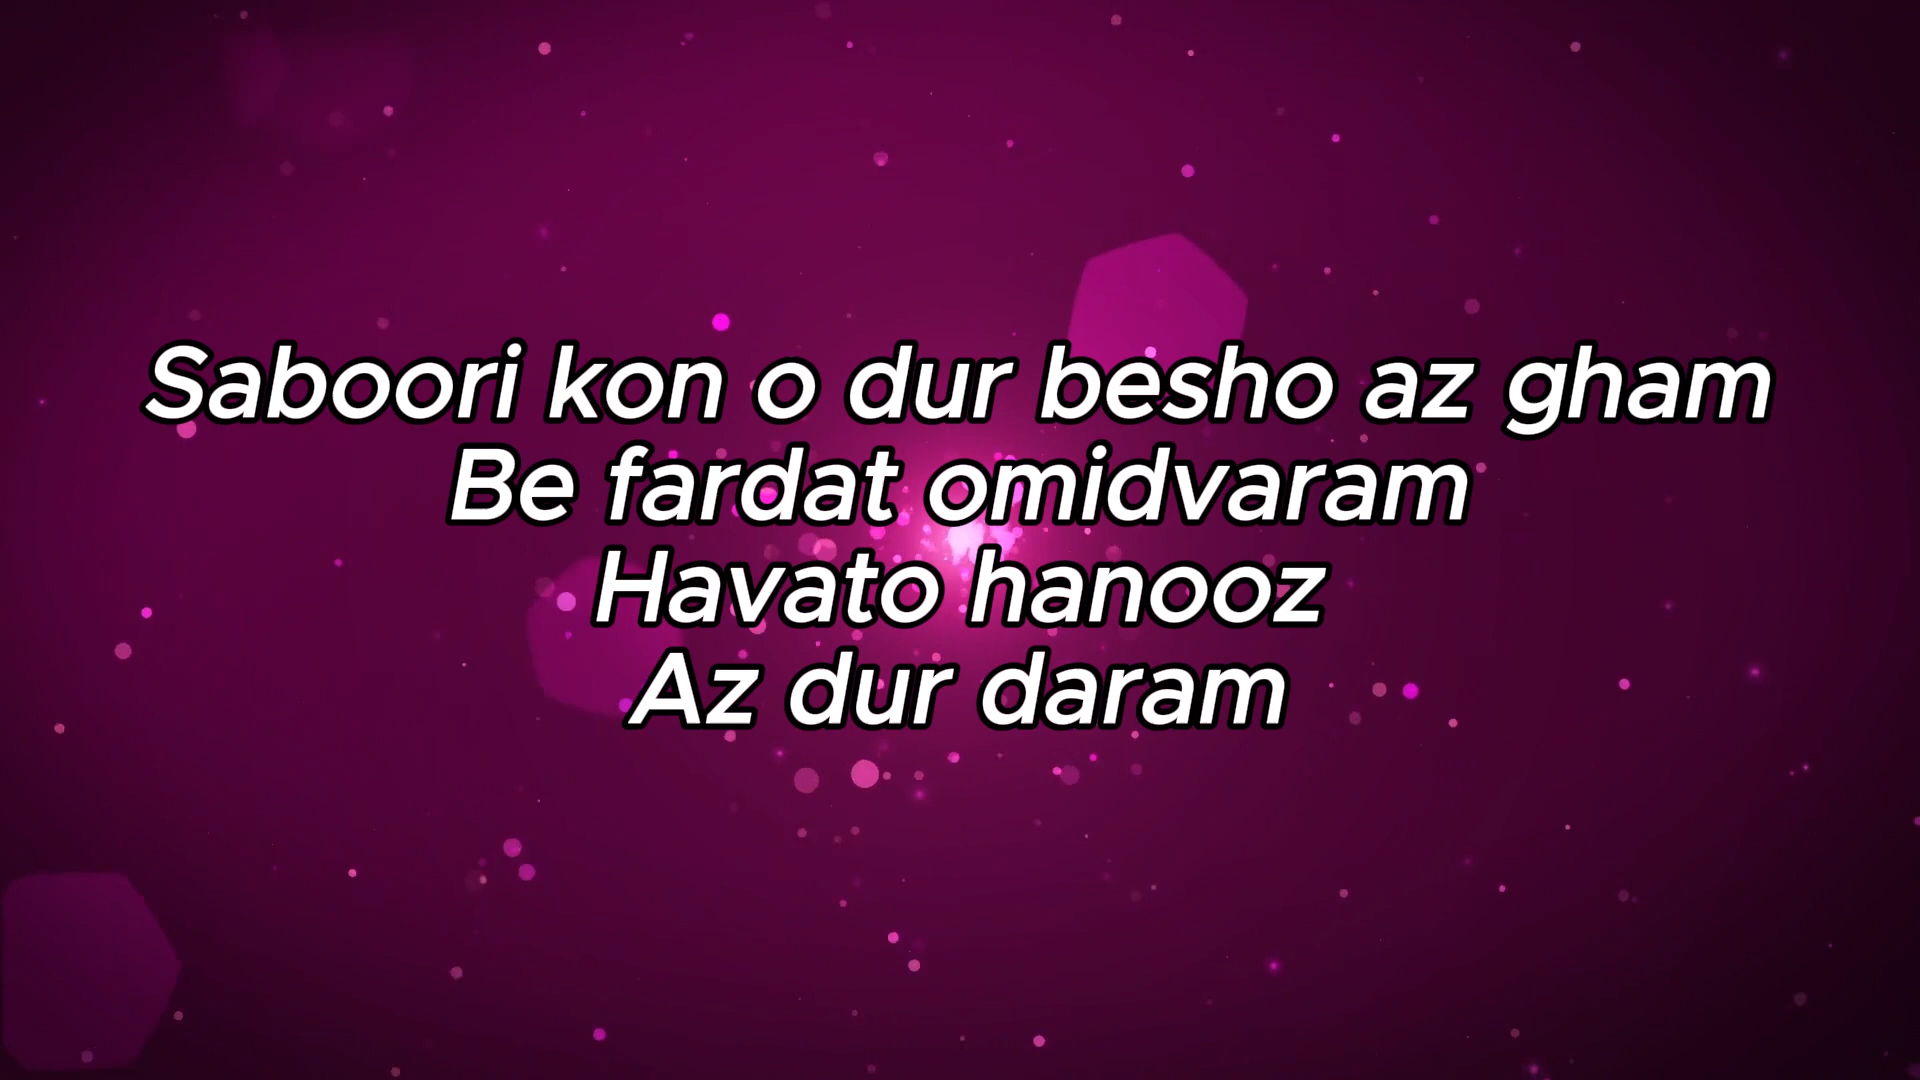 Saboori kon o dur besho az gham
Be fardat omidvaram
Havato hanooz
Az dur daram